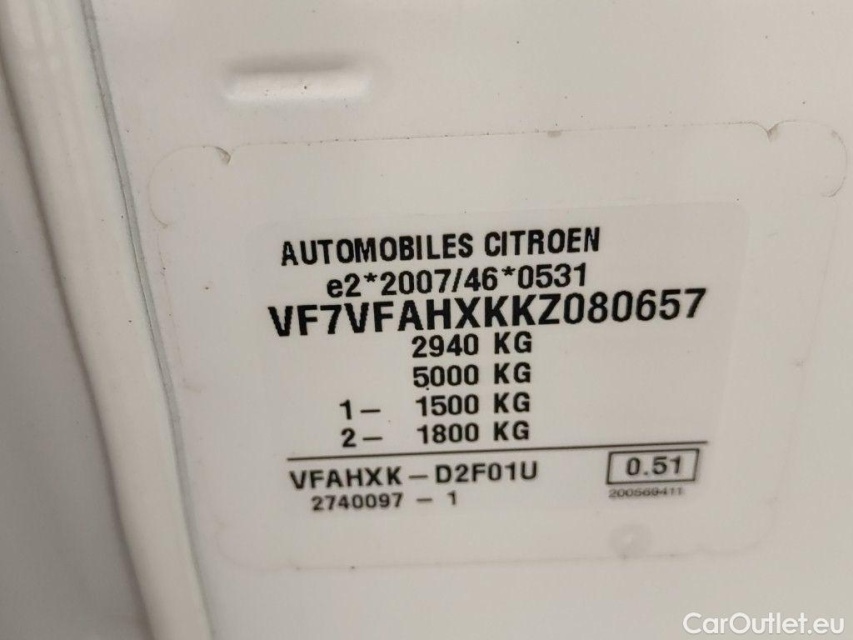 AUTOMOBILES CITROEN
e2*2007/46*0531
VF7VFAHXKKZ080657
2940 KG
5000 KG
1- 1500 KG
2- 1800 KG
VFAHXK-D2F01U 0.51
2740097 - 1 200569411
CarOutlet.eu